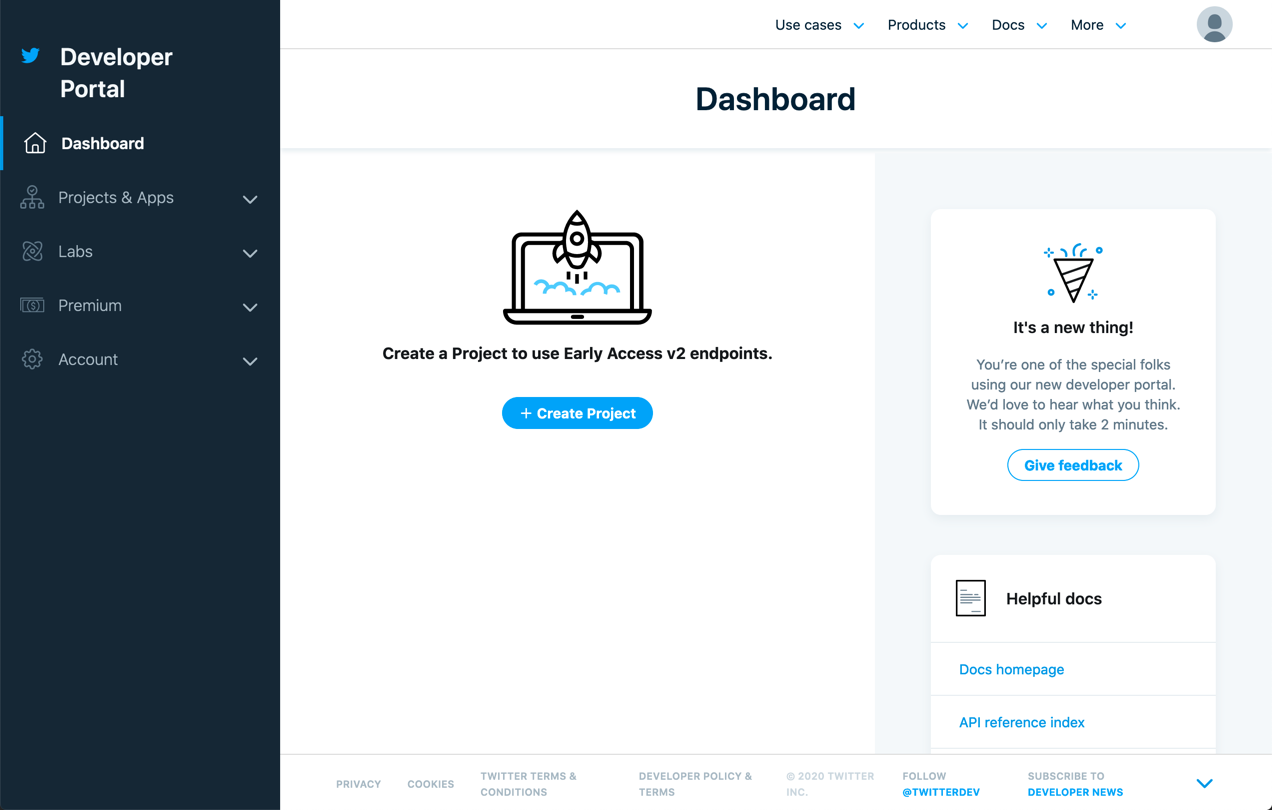 Developer
Portal
Dashboard
Projects & Apps
Labs
Premium
Account
Use cases
Products
Docs
More
Dashboard
Create a Project to use Early Access v2 endpoints.
+ Create Project
It's a new thing!
You’re one of the special folks
using our new developer portal.
We’d love to hear what you think.
It should only take 2 minutes.
Give feedback
Helpful docs
Docs homepage
API reference index
PRIVACY
COOKIES
TWITTER TERMS &
CONDITIONS
DEVELOPER POLICY &
TERMS
© 2020 TWITTER
INC.
FOLLOW
@TWITTERDEV
SUBSCRIBE TO
DEVELOPER NEWS